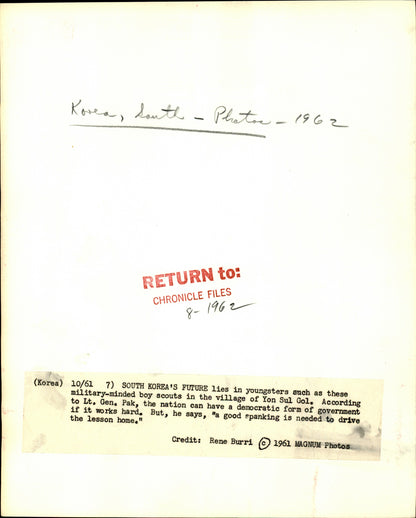 Korea, South - Photos - 1962
RETURN to:
CHRONICLE FILES
8-1962
(Korea) 10/61 7) SOUTH KOREA'S FUTURE lies in youngsters such as these
military-minded boy scouts in the village of Yon Sul Gol. According
to Lt. Gen. Pak, the nation can have a democratic form of government
if it works hard. But, he says, "a good spanking is needed to drive
the lesson home."
Credit: Rene Burri © 1961 MAGNUM Photos